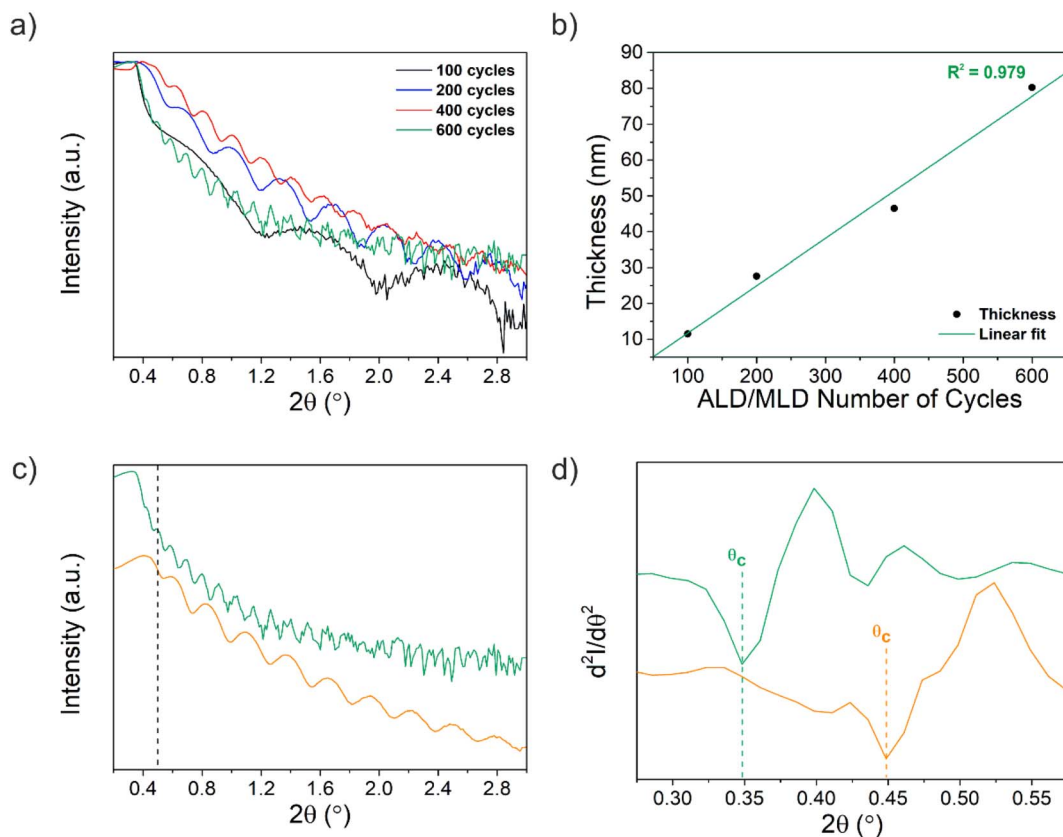 a)
Intensity (a.u.)
100 cycles
200 cycles
400 cycles
600 cycles
0.4 0.8 1.2 1.6 2.0 2.4 2.8
2θ (°)
b)
Thickness (nm)
90
80
70
60
50
40
30
20
10
R² = 0.979
Thickness
Linear fit
100 200 300 400 500 600
ALD/MLD Number of Cycles
c)
Intensity (a.u.)
0.4 0.8 1.2 1.6 2.0 2.4 2.8
2θ (°)
d)
d²I/dθ²
θc
θc
0.30 0.35 0.40 0.45 0.50 0.55
2θ (°)